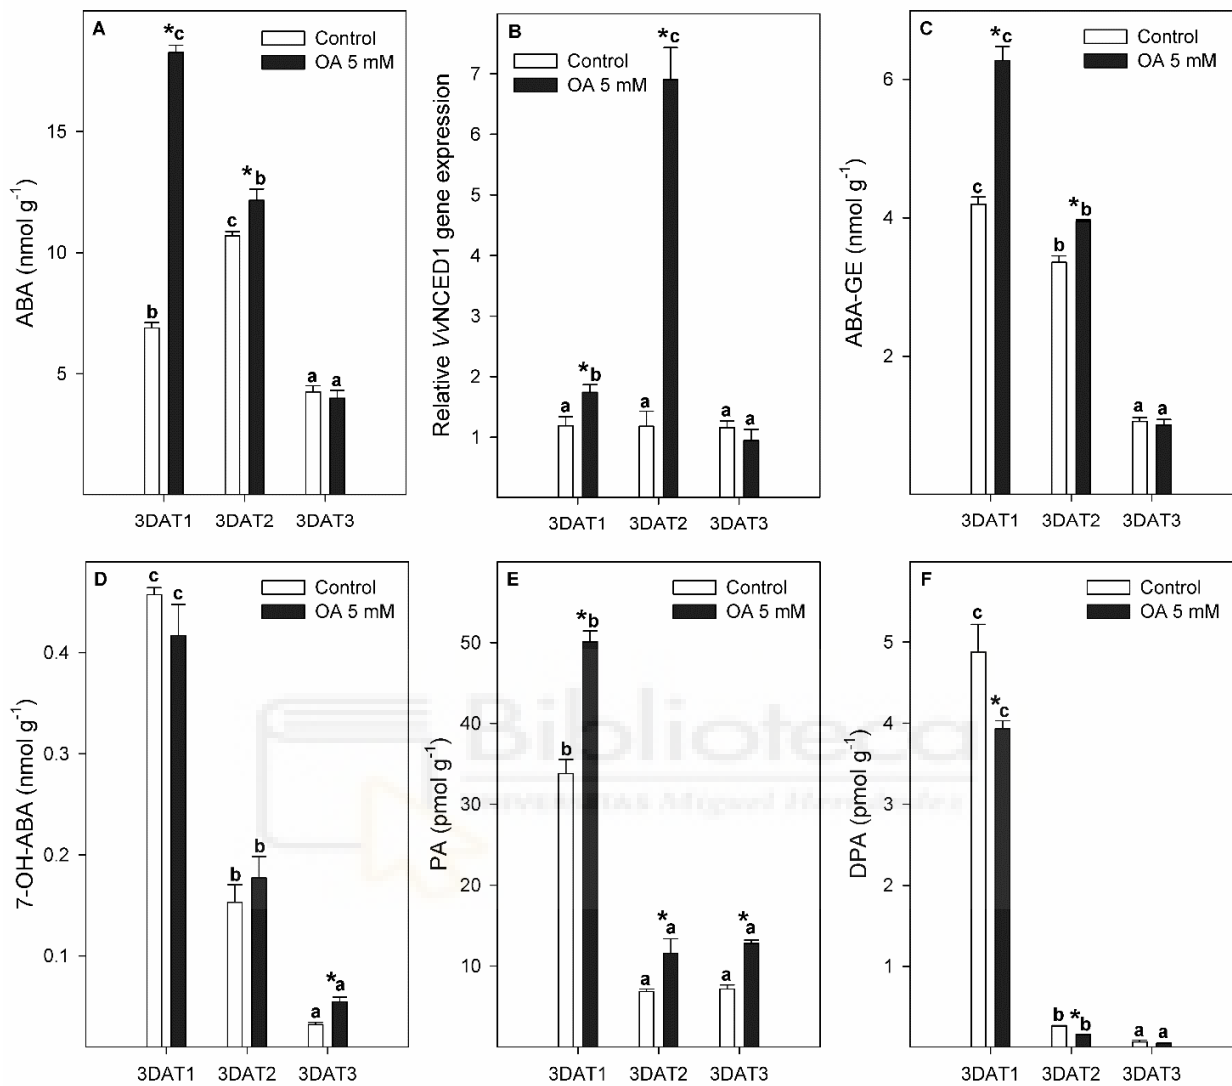 A
*c
Control
OA 5 mM
15
10
5
ABA (nmol g-1)
*b
c
b
a
a
3DAT1
3DAT2
3DAT3
B
*c
Control
OA 5 mM
7
6
5
4
3
2
1
Relative VvNCED1 gene expression
*b
a
a
a
a
3DAT1
3DAT2
3DAT3
C
*c
Control
OA 5 mM
6
4
2
ABA-GE (nmol g-1)
c
*b
b
a
a
3DAT1
3DAT2
3DAT3
D
c
c
Control
OA 5 mM
0.4
0.3
0.2
0.1
7-OH-ABA (nmol g-1)
b
b
*a
a
3DAT1
3DAT2
3DAT3
E
Control
OA 5 mM
50
40
30
20
10
PA (pmol g-1)
*b
b
*a
a
*a
a
3DAT1
3DAT2
3DAT3
F
c
Control
OA 5 mM
5
4
3
2
1
DPA (pmol g-1)
*c
b
*b
a
a
3DAT1
3DAT2
3DAT3
Biblioteca
UNIVERSITAS Miguel Hernández